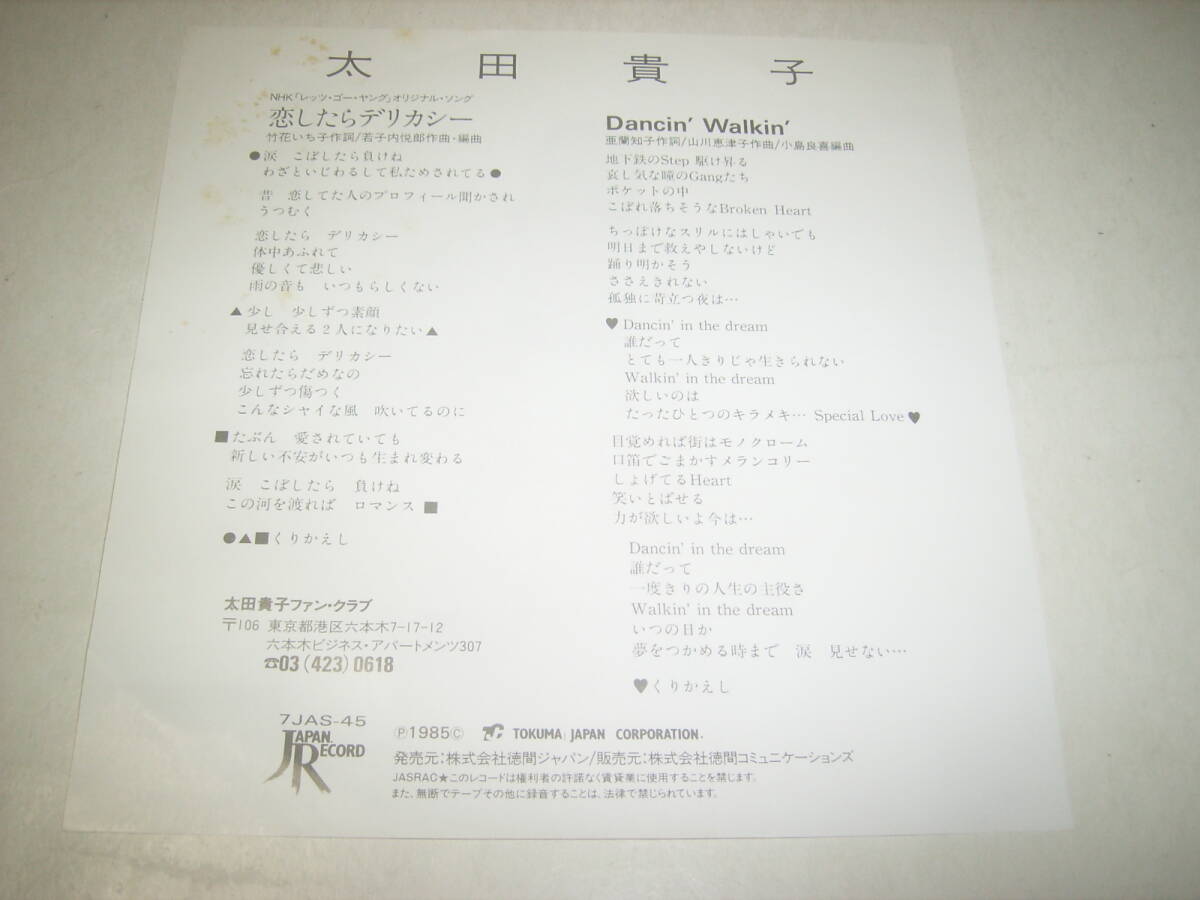 太田貴子
NHK「レッツ・ゴー・ヤング」オリジナル・ソング
恋したらデリカシー
竹花いち子作詞/若子内悦郎作曲・編曲
●涙　こぼしたら負けね
わざといじわるして私ためされてる●
昔　恋してた人のプロフィール聞かされ
うつむく
恋したら　デリカシー
体中あふれて
優しくて悲しい
雨の音も　いつもらしくない
▲少し　少しずつ素顔
見せ合える2人になりたい▲
恋したら　デリカシー
忘れたらだめなの
少しずつ傷つく
こんなシャイな風　吹いてるのに
■たぶん　愛されていても
新しい不安がいつも生まれ変わる
涙　こぼしたら　負けね
この河を渡れば　ロマンス■
●▲■くりかえし
太田貴子ファン・クラブ
〒106 東京都港区六本木7-17-12
六本木ビジネス・アパートメンツ307
☎03(423)0618
Dancin' Walkin'
亜蘭知子作詞/山川恵津子作曲/小島良喜編曲
地下鉄のStep 駆け昇る
哀し気な瞳のGangたち
ポケットの中
こぼれ落ちそうなBroken Heart
ちっぽけなスリルにはしゃいでも
明日まで救えやしないけど
踊り明かそう
ささえきれない
孤独に苛立つ夜は…
♥Dancin' in the dream
誰だって
とても一人きりじゃ生きられない
Walkin' in the dream
欲しいのは
たったひとつのキラメキ… Special Love♥
目覚めれば街はモノクローム
口笛でごまかすメランコリー
しょげてるHeart
笑いとばせる
力が欲しいよ今は…
Dancin' in the dream
誰だって
一度きりの人生の主役さ
Walkin' in the dream
いつの日か
夢をつかめる時まで　涙　見せない…
♥くりかえし
7JAS-45
JAPAN RECORD
Ⓟ1985Ⓒ TOKUMA JAPAN CORPORATION.
発売元：株式会社徳間ジャパン/販売元：株式会社徳間コミュニケーションズ
JASRAC★このレコードは権利者の許諾なく賃貸業に使用することを禁じます。
また、無断でテープその他に録音することは、法律で禁じられています。